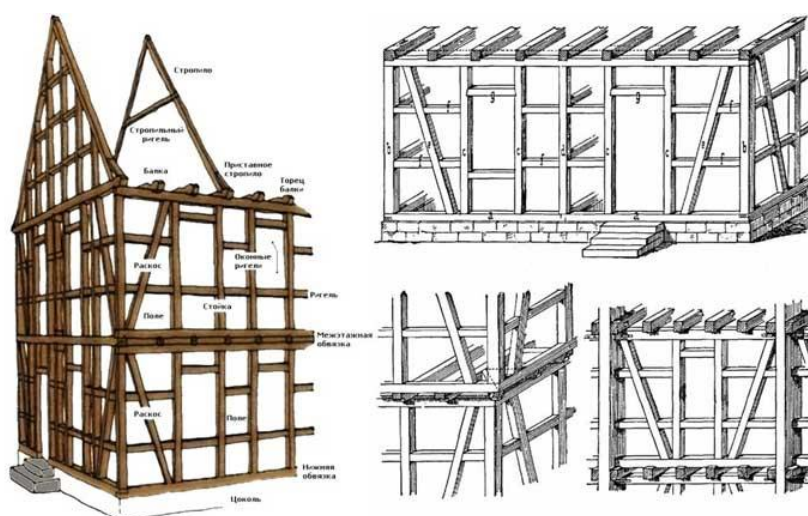 Стропило
Стропильный
ригель
Балка
Приставное
стропило
Торец
балки
Раскос
Оконные
ригели
Стойка
Ригель
Поле
Межэтажная
обвязка
Раскос
Поле
Нижняя
обвязка
Цоколь
g
g
f
f
f
f
f
f
b
c
c
d
c
c
b
a
a